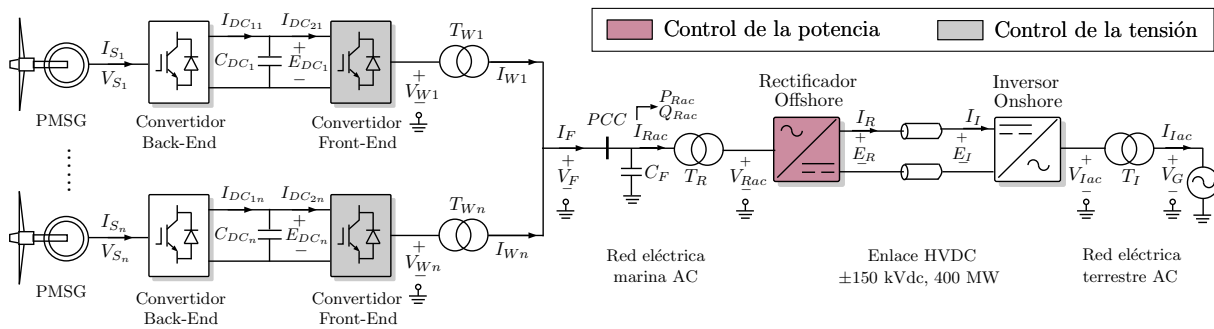 Control de la potencia
Control de la tensión
I_{S_1}
V_{S_1}
PMSG
I_{DC_{11}}
I_{DC_{21}}
C_{DC_1}
+
E_{DC_1}
−
Convertidor
Back-End
Convertidor
Front-End
+
V_{W1}
−
T_{W1}
I_{W1}
I_{S_n}
V_{S_n}
PMSG
I_{DC_{1n}}
I_{DC_{2n}}
C_{DC_n}
+
E_{DC_n}
−
Convertidor
Back-End
Convertidor
Front-End
+
V_{Wn}
−
T_{Wn}
I_{Wn}
I_F
+
V_F
−
PCC
P_{Rac}
Q_{Rac}
I_{Rac}
C_F
T_R
+
V_{Rac}
−
Red eléctrica
marina AC
Rectificador
Offshore
I_R
+
E_R
−
I_I
+
E_I
−
Enlace HVDC
±150 kVdc, 400 MW
Inversor
Onshore
+
V_{Iac}
−
T_I
I_{Iac}
+
V_G
−
Red eléctrica
terrestre AC